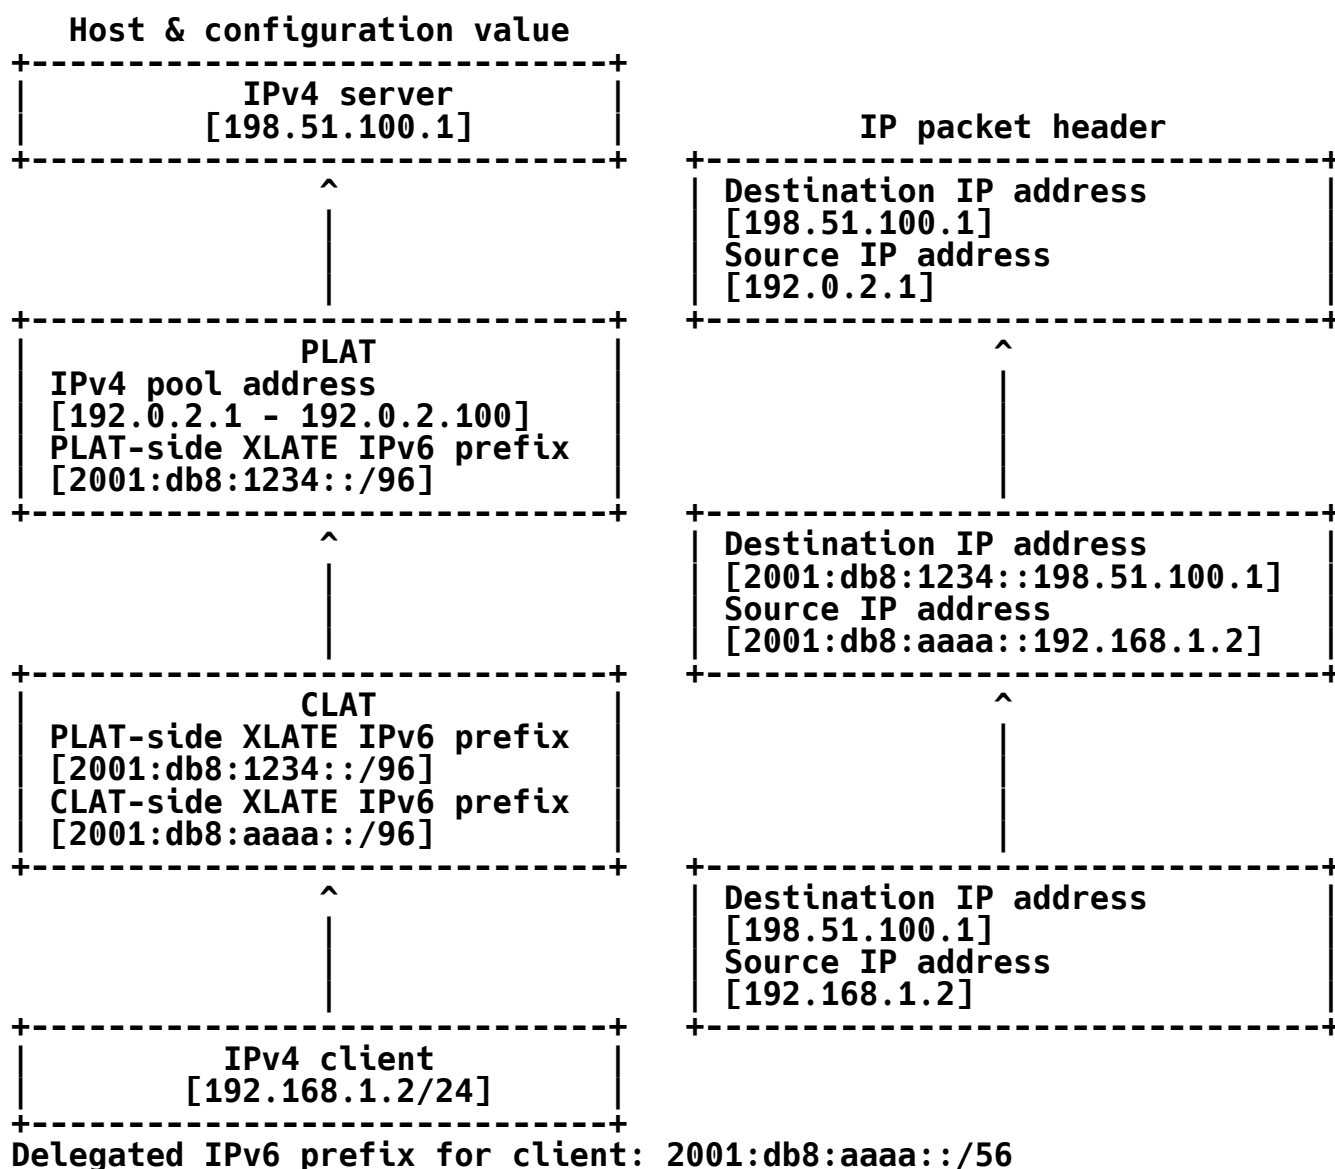 Host & configuration value
+------------------------------+
|           IPv4 server        |
|         [198.51.100.1]       |            IP packet header
+------------------------------+   +--------------------------------+
                ^                  | Destination IP address         |
                |                  | [198.51.100.1]                 |
                |                  | Source IP address              |
                |                  | [192.0.2.1]                    |
+------------------------------+   +--------------------------------+
|              PLAT            |                   ^
| IPv4 pool address            |                   |
| [192.0.2.1 - 192.0.2.100]    |                   |
| PLAT-side XLATE IPv6 prefix  |                   |
| [2001:db8:1234::/96]         |                   |
+------------------------------+   +--------------------------------+
                ^                  | Destination IP address         |
                |                  | [2001:db8:1234::198.51.100.1]  |
                |                  | Source IP address              |
                |                  | [2001:db8:aaaa::192.168.1.2]   |
+------------------------------+   +--------------------------------+
|              CLAT            |                   ^
| PLAT-side XLATE IPv6 prefix  |                   |
| [2001:db8:1234::/96]         |                   |
| CLAT-side XLATE IPv6 prefix  |                   |
| [2001:db8:aaaa::/96]         |                   |
+------------------------------+   +--------------------------------+
                ^                  | Destination IP address         |
                |                  | [198.51.100.1]                 |
                |                  | Source IP address              |
                |                  | [192.168.1.2]                  |
+------------------------------+   +--------------------------------+
|          IPv4 client         |
|        [192.168.1.2/24]      |
+------------------------------+
Delegated IPv6 prefix for client: 2001:db8:aaaa::/56